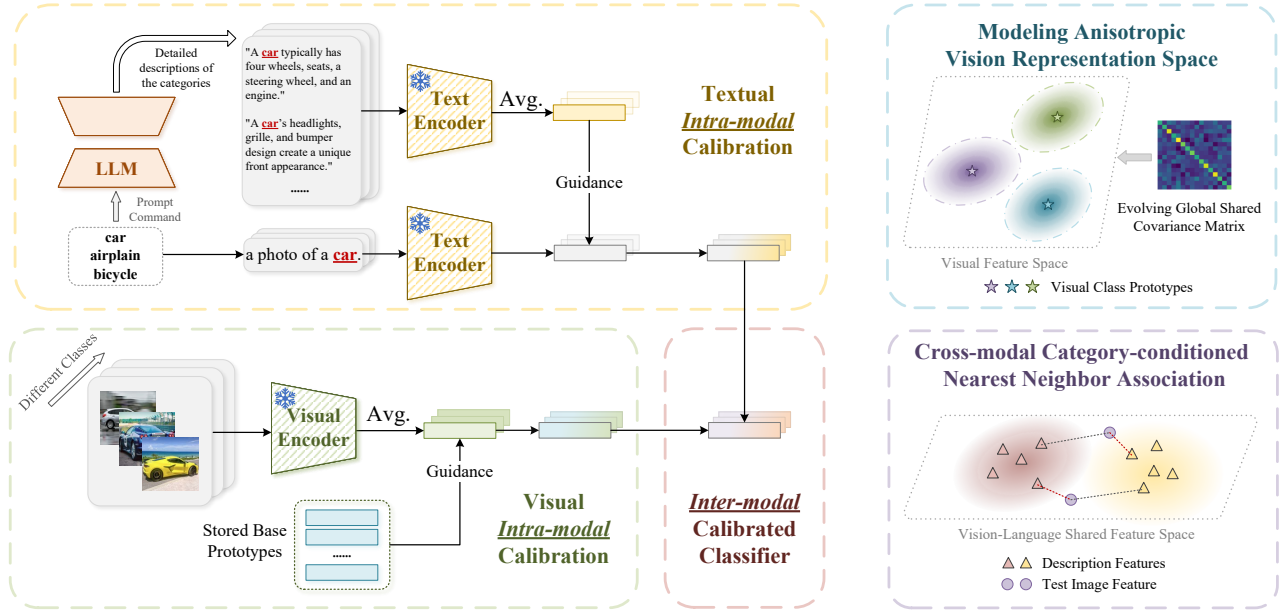 Detailed
descriptions of
the categories
"A car typically has
four wheels, seats, a
steering wheel, and an
engine."
"A car's headlights,
grille, and bumper
design create a unique
front appearance."
......
LLM
Prompt
Command
car
airplain
bicycle
a photo of a car.
Text
Encoder
Avg.
Guidance
Text
Encoder
Textual
Intra-modal
Calibration
Different Classes
Visual
Encoder
Avg.
Guidance
Stored Base
Prototypes
......
Visual
Intra-modal
Calibration
Inter-modal
Calibrated
Classifier
Modeling Anisotropic
Vision Representation Space
Evolving Global Shared
Covariance Matrix
Visual Feature Space
Visual Class Prototypes
Cross-modal Category-conditioned
Nearest Neighbor Association
Vision-Language Shared Feature Space
Description Features
Test Image Feature